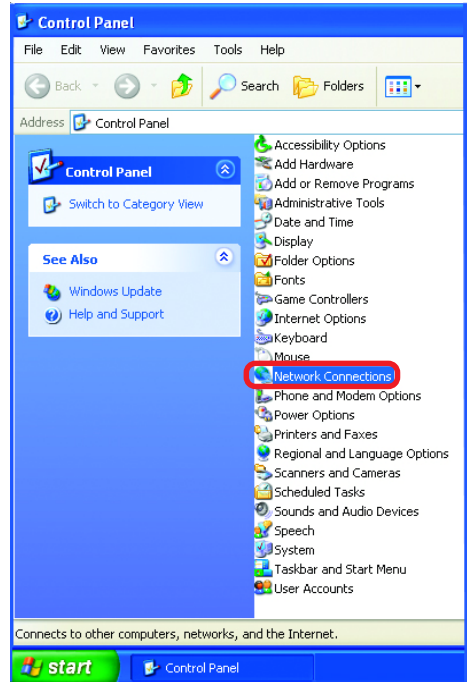 Control Panel
File Edit View Favorites Tools Help
Back Search Folders
Address Control Panel
Control Panel
Switch to Category View
See Also
Windows Update
Help and Support
Accessibility Options
Add Hardware
Add or Remove Programs
Administrative Tools
Date and Time
Display
Folder Options
Fonts
Game Controllers
Internet Options
Keyboard
Mouse
Network Connections
Phone and Modem Options
Power Options
Printers and Faxes
Regional and Language Options
Scanners and Cameras
Scheduled Tasks
Sounds and Audio Devices
Speech
System
Taskbar and Start Menu
User Accounts
Connects to other computers, networks, and the Internet.
start Control Panel